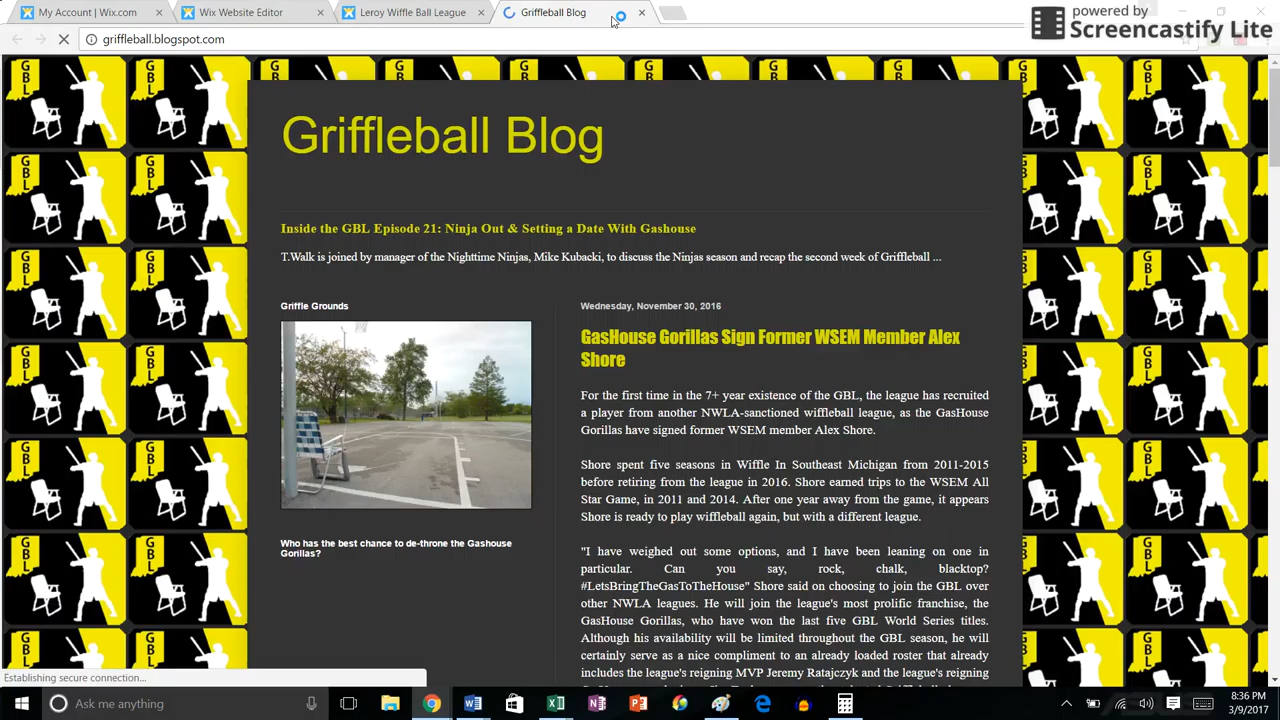 My Account | Wix.com
Wix Website Editor
Leroy Wiffle Ball League
Griffleball Blog
powered by
Screencastify Lite
griffleball.blogspot.com
GBL
Griffleball Blog
Inside the GBL Episode 21: Ninja Out & Setting a Date With Gashouse
T.Walk is joined by manager of the Nighttime Ninjas, Mike Kubacki, to discuss the Ninjas season and recap the second week of Griffleball ...
Griffle Grounds
Who has the best chance to de-throne the Gashouse
Gorillas?
Wednesday, November 30, 2016
GasHouse Gorillas Sign Former WSEM Member Alex
Shore
For the first time in the 7+ year existence of the GBL, the league has recruited
a player from another NWLA-sanctioned wiffleball league, as the GasHouse
Gorillas have signed former WSEM member Alex Shore.
Shore spent five seasons in Wiffle In Southeast Michigan from 2011-2015
before retiring from the league in 2016. Shore earned trips to the WSEM All
Star Game, in 2011 and 2014. After one year away from the game, it appears
Shore is ready to play wiffleball again, but with a different league.
"I have weighed out some options, and I have been leaning on one in
particular. Can you say, rock, chalk, blacktop?
#LetsBringTheGasToTheHouse" Shore said on choosing to join the GBL over
other NWLA leagues. He will join the league's most prolific franchise, the
GasHouse Gorillas, who have won the last five GBL World Series titles.
Although his availability will be limited throughout the GBL season, he will
certainly serve as a nice compliment to an already loaded roster that already
includes the league's reigning MVP Jeremy Ratajczyk and the league's reigning
Establishing secure connection...
Ask me anything
8:36 PM
3/9/2017